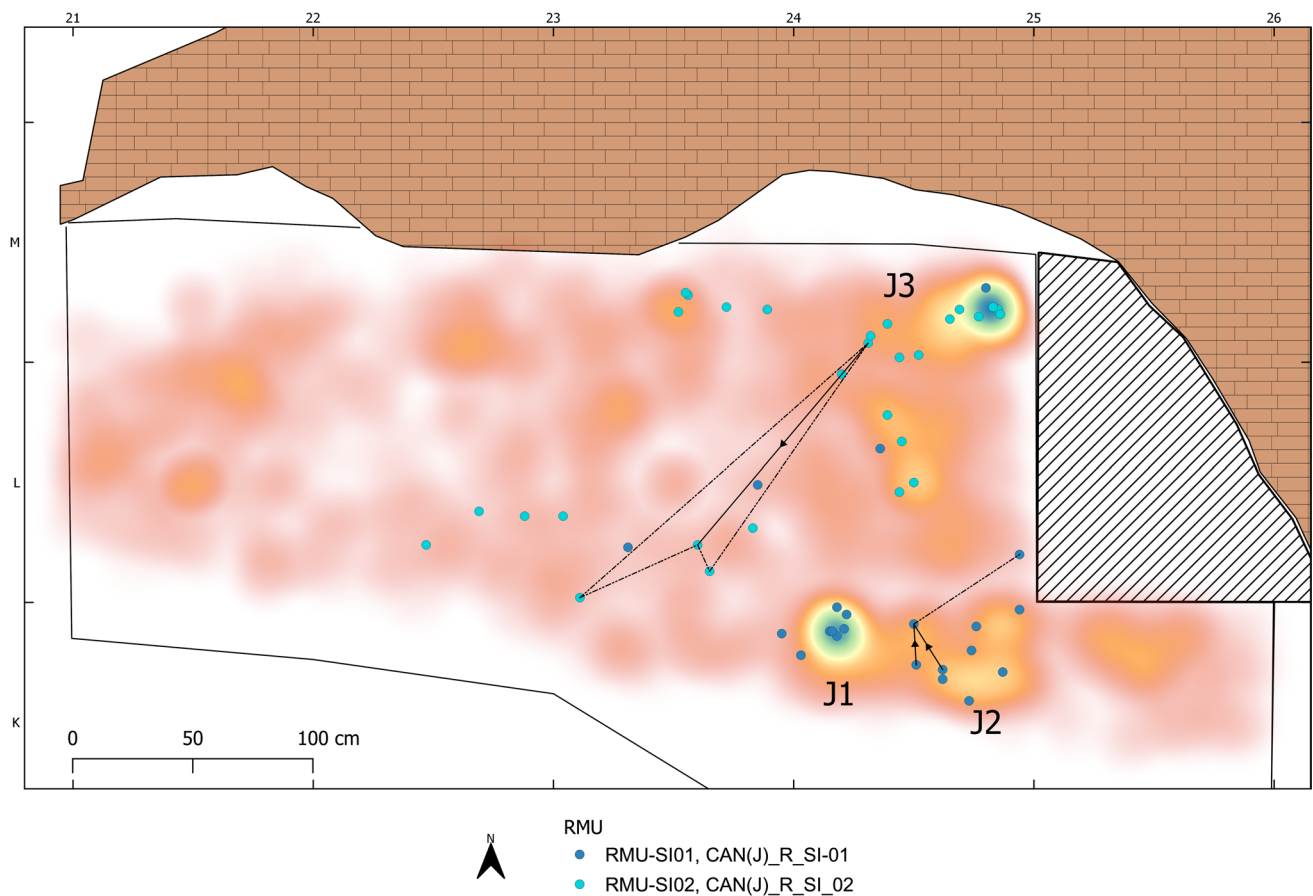 21 22 23 24 25 26
M
J3
L
J1
J2
K
0 50 100 cm
N
RMU
RMU-SI01, CAN(J)_R_SI-01
RMU-SI02, CAN(J)_R_SI_02